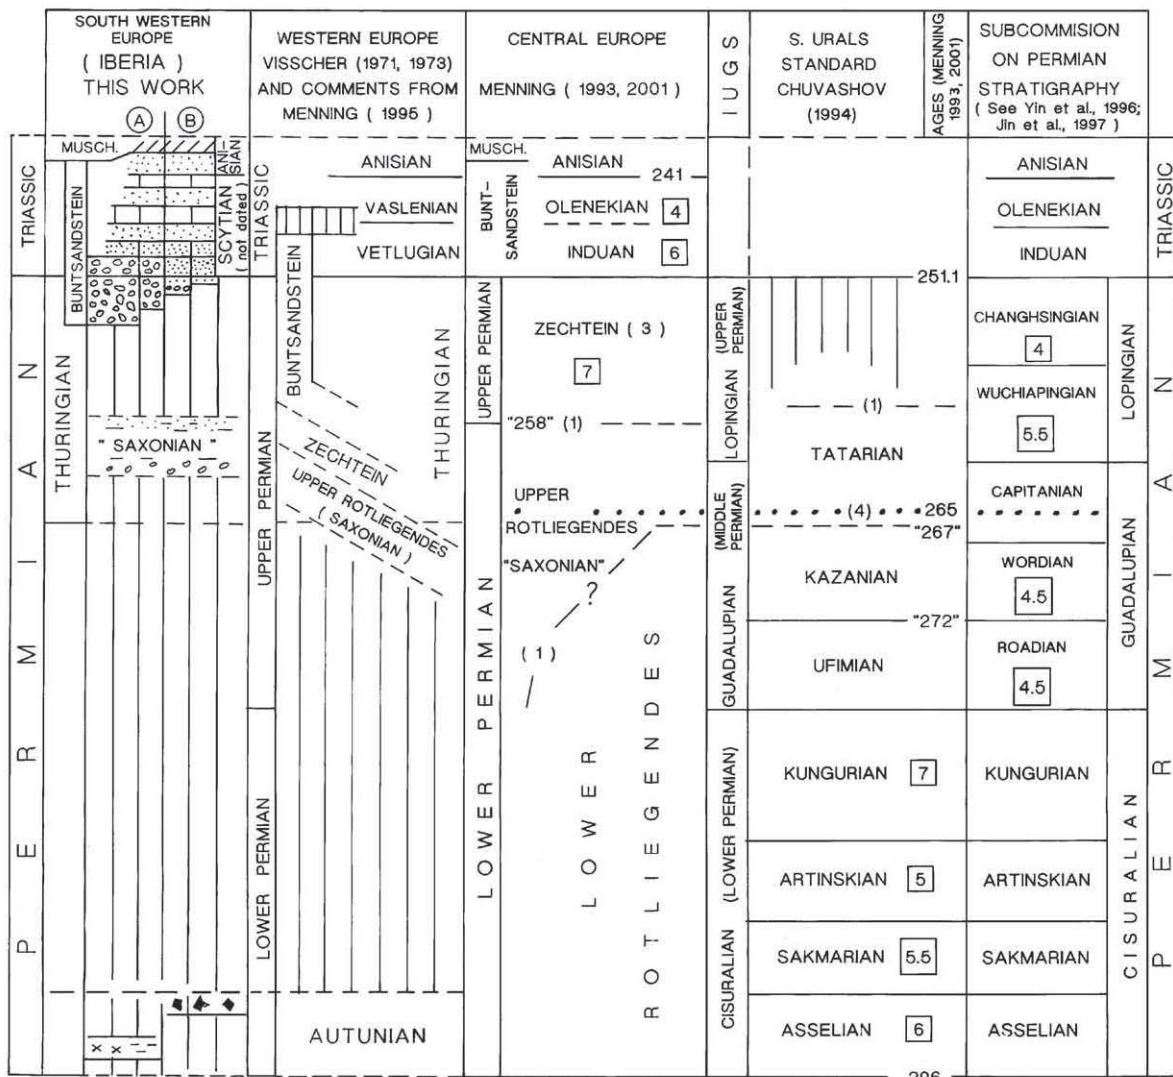 SOUTH WESTERN
EUROPE
( IBERIA )
THIS WORK
A
B
WESTERN EUROPE
VISSCHER (1971, 1973)
AND COMMENTS FROM
MENNING ( 1995 )
CENTRAL EUROPE
MENNING ( 1993, 2001 )
IUGS
S. URALS
STANDARD
CHUVASHOV
(1994)
AGES (MENNING
1993, 2001)
SUBCOMMISION
ON PERMIAN
STRATIGRAPHY
( See Yin et al., 1996;
Jin et al., 1997 )
TRIASSIC
MUSCH.
BUNTSANDSTEIN
ANI-
SIAN
SCYTIAN
( not dated )
TRIASSIC
ANISIAN
VASLENIAN
VETLUGIAN
BUNTSANDSTEIN
MUSCH.
BUNT-
SANDSTEIN
ANISIAN
241
OLENEKIAN 4
INDUAN 6
251.1
ANISIAN
OLENEKIAN
INDUAN
TRIASSIC
PERMIAN
THURINGIAN
" SAXONIAN "
UPPER PERMIAN
LOWER PERMIAN
THURINGIAN
ZECHTEIN
UPPER ROTLIEGENDES
( SAXONIAN )
AUTUNIAN
UPPER PERMIAN
LOWER PERMIAN
ZECHTEIN ( 3 )
7
"258" (1)
UPPER
ROTLIEGENDES
"SAXONIAN"
?
( 1 )
LOWER
ROTLIEGENDES
LOPINGIAN
(UPPER
PERMIAN)
GUADALUPIAN
(MIDDLE
PERMIAN)
CISURALIAN
(LOWER PERMIAN)
(1)
TATARIAN
(4)
265
"267"
KAZANIAN
"272"
UFIMIAN
KUNGURIAN 7
ARTINSKIAN 5
SAKMARIAN 5.5
ASSELIAN 6
CHANGHSINGIAN
4
WUCHIAPINGIAN
5.5
CAPITANIAN
WORDIAN
4.5
ROADIAN
4.5
KUNGURIAN
ARTINSKIAN
SAKMARIAN
ASSELIAN
LOPINGIAN
GUADALUPIAN
CISURALIAN
PERMIAN